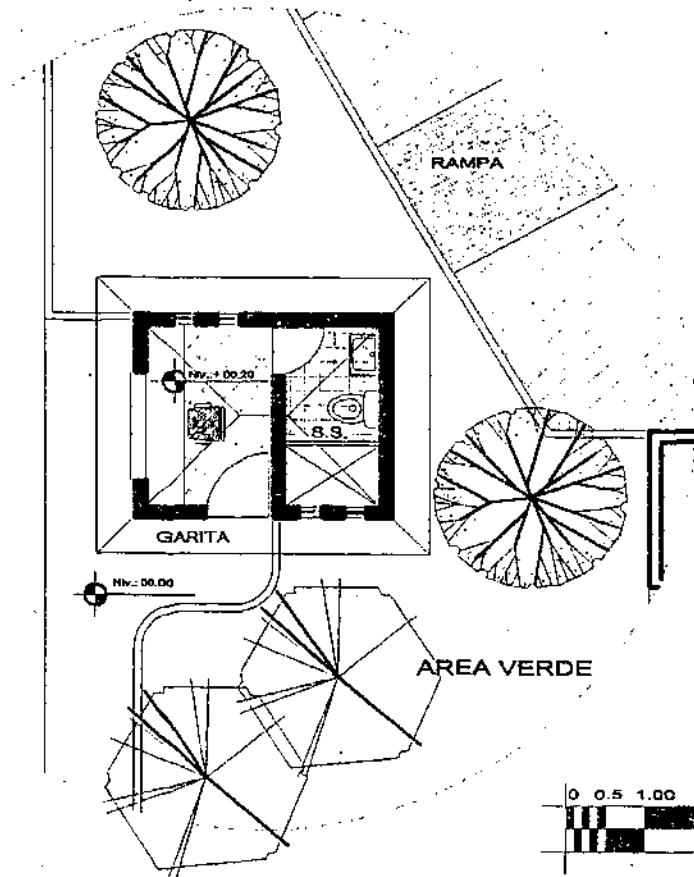 RAMPA
Niv.: + 00.20
S.S.
GARITA
Niv.: 00.00
AREA VERDE
0 0.5 1.00